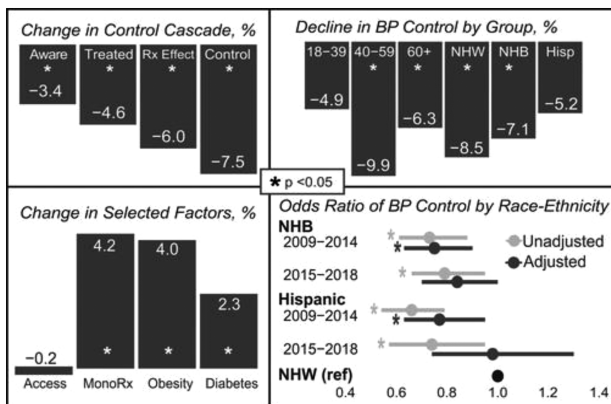 Change in Control Cascade, %
Aware Treated Rx Effect Control
* * * *
−3.4
−4.6
−6.0
−7.5
Decline in BP Control by Group, %
18−39 40−59 60+ NHW NHB Hisp
* * * *
−4.9
−9.9
−6.3
−8.5
−7.1
−5.2
* p <0.05
Change in Selected Factors, %
−0.2
4.2
4.0
2.3
* * *
Access MonoRx Obesity Diabetes
Odds Ratio of BP Control by Race-Ethnicity
NHB
2009−2014 * *
Unadjusted
Adjusted
2015−2018 *
Hispanic
2009−2014 * *
2015−2018 *
NHW (ref)
0.4 0.6 0.8 1.0 1.2 1.4